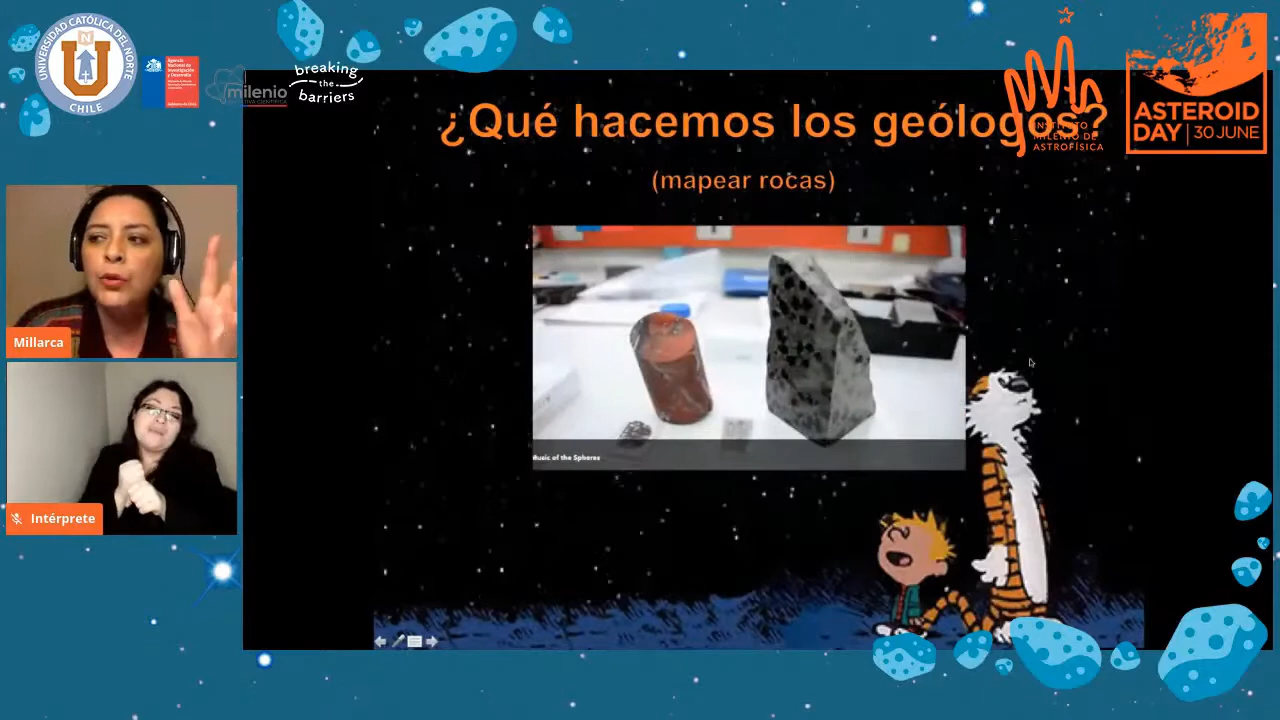 UNIVERSIDAD CATÓLICA DEL NORTE
CHILE
N
milenio
breaking
the
barriers
¿Qué hacemos los geólogos?
(mapear rocas)
INSTITUTO
MILENIO DE
ASTROFÍSICA
ASTEROID
DAY | 30 JUNE
Millarca
Intérprete
Music of the Spheres